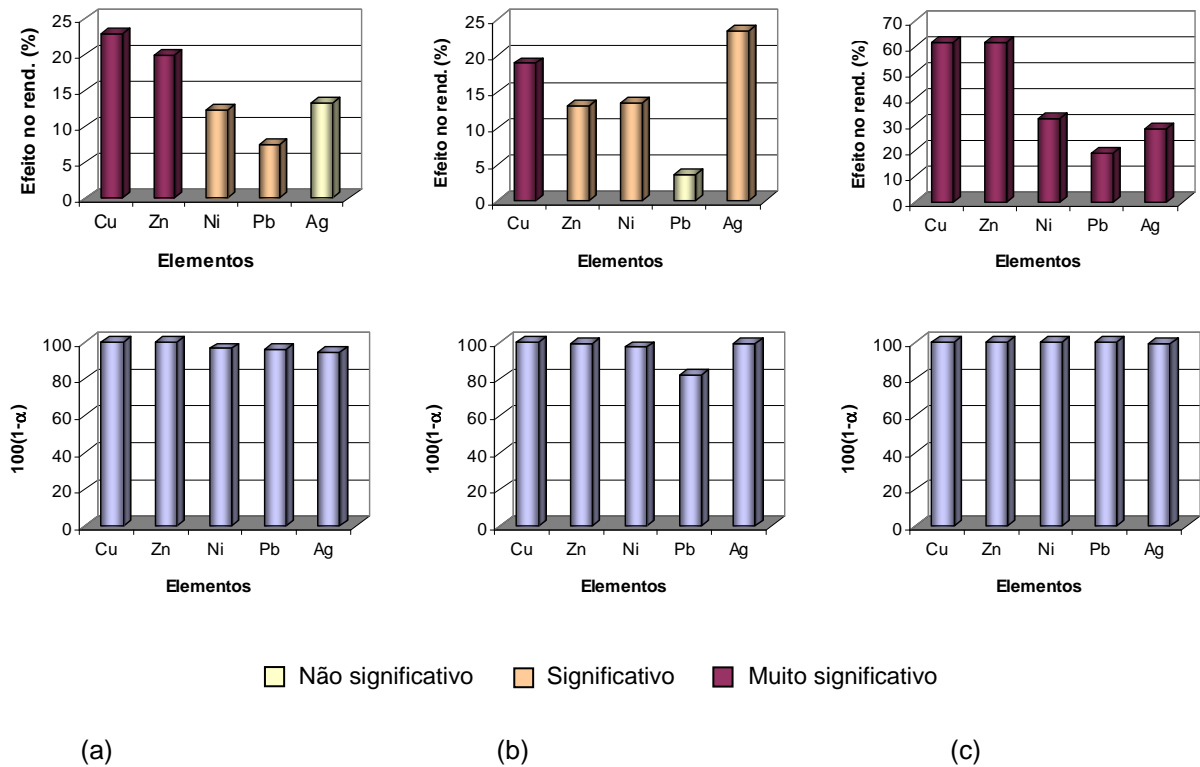 Efeito no rend. (%)
25
20
15
10
5
0
Cu Zn Ni Pb Ag
Elementos
Efeito no rend. (%)
25
20
15
10
5
0
Cu Zn Ni Pb Ag
Elementos
Efeito no rend. (%)
70
60
50
40
30
20
10
0
Cu Zn Ni Pb Ag
Elementos
100(1-α)
100
80
60
40
20
0
Cu Zn Ni Pb Ag
Elementos
100(1-α)
100
80
60
40
20
0
Cu Zn Ni Pb Ag
Elementos
100(1-α)
100
80
60
40
20
0
Cu Zn Ni Pb Ag
Elementos
Não significativo Significativo Muito significativo
(a) (b) (c)